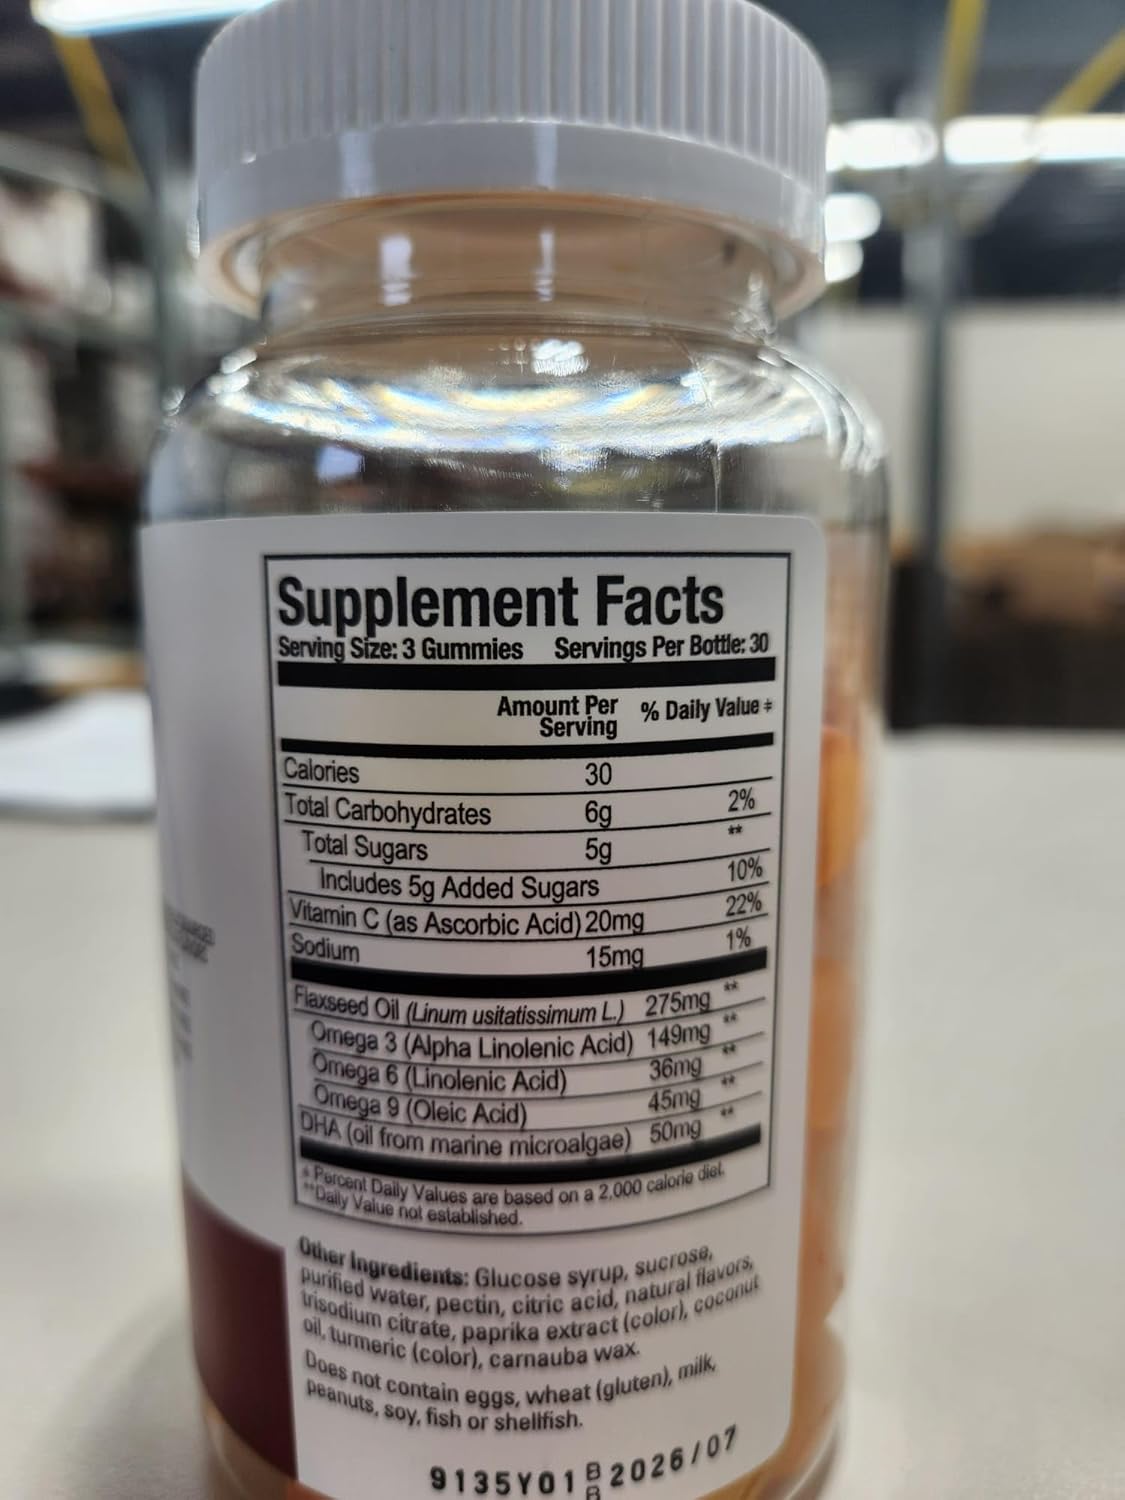 Supplement Facts
Serving Size: 3 Gummies Servings Per Bottle: 30
Amount Per Serving % Daily Value ‡
Calories 30
Total Carbohydrates 6g 2%
Total Sugars 5g **
Includes 5g Added Sugars 10%
Vitamin C (as Ascorbic Acid) 20mg 22%
Sodium 15mg 1%
Flaxseed Oil (Linum usitatissimum L.) 275mg **
Omega 3 (Alpha Linolenic Acid) 149mg **
Omega 6 (Linolenic Acid) 36mg **
Omega 9 (Oleic Acid) 45mg **
DHA (oil from marine microalgae) 50mg **
‡ Percent Daily Values are based on a 2,000 calorie diet.
**Daily Value not established.
Other Ingredients: Glucose syrup, sucrose,
purified water, pectin, citric acid, natural flavors,
trisodium citrate, paprika extract (color), coconut
oil, turmeric (color), carnauba wax.
Does not contain eggs, wheat (gluten), milk,
peanuts, soy, fish or shellfish.
9135Y01 B B 2026/07